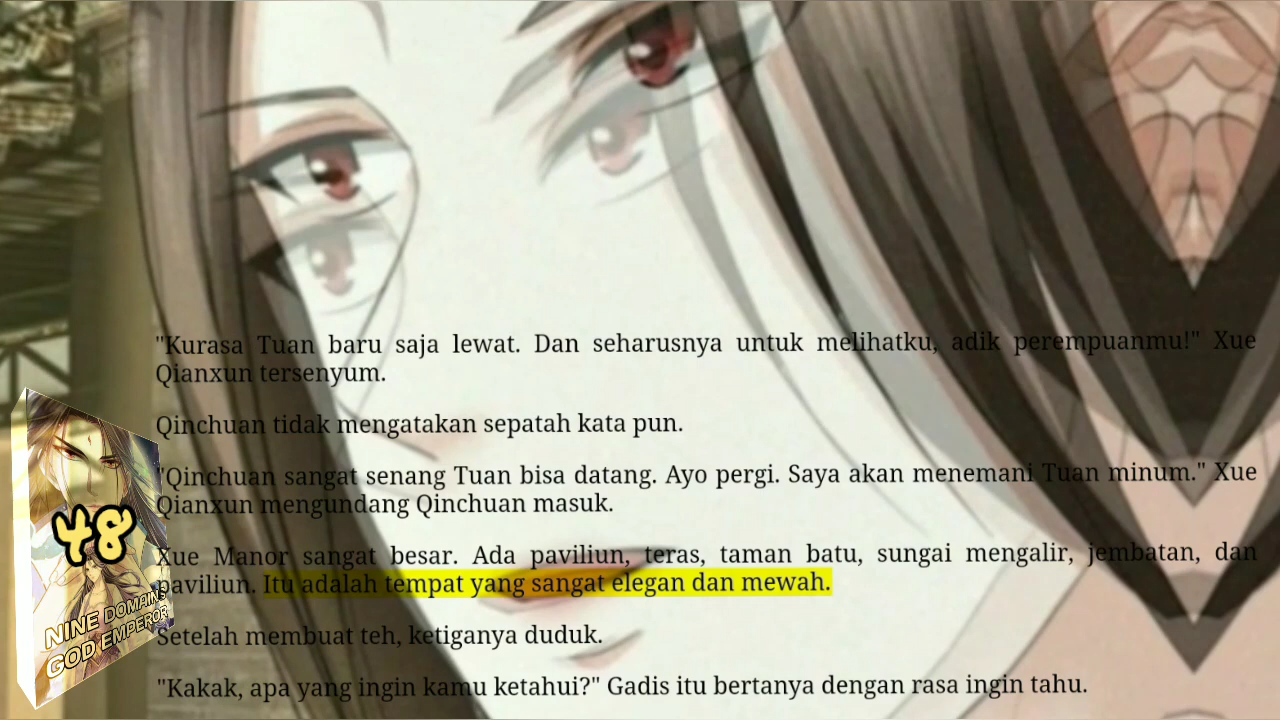 "Kurasa Tuan baru saja lewat. Dan seharusnya untuk melihatku, adik perempuanmu!" Xue
Qianxun tersenyum.
Qinchuan tidak mengatakan sepatah kata pun.
"Qinchuan sangat senang Tuan bisa datang. Ayo pergi. Saya akan menemani Tuan minum." Xue
Qianxun mengundang Qinchuan masuk.
Xue Manor sangat besar. Ada paviliun, teras, taman batu, sungai mengalir, jembatan, dan
paviliun. Itu adalah tempat yang sangat elegan dan mewah.
Setelah membuat teh, ketiganya duduk.
"Kakak, apa yang ingin kamu ketahui?" Gadis itu bertanya dengan rasa ingin tahu.
48
NINE DOMAINS
GOD EMPEROR